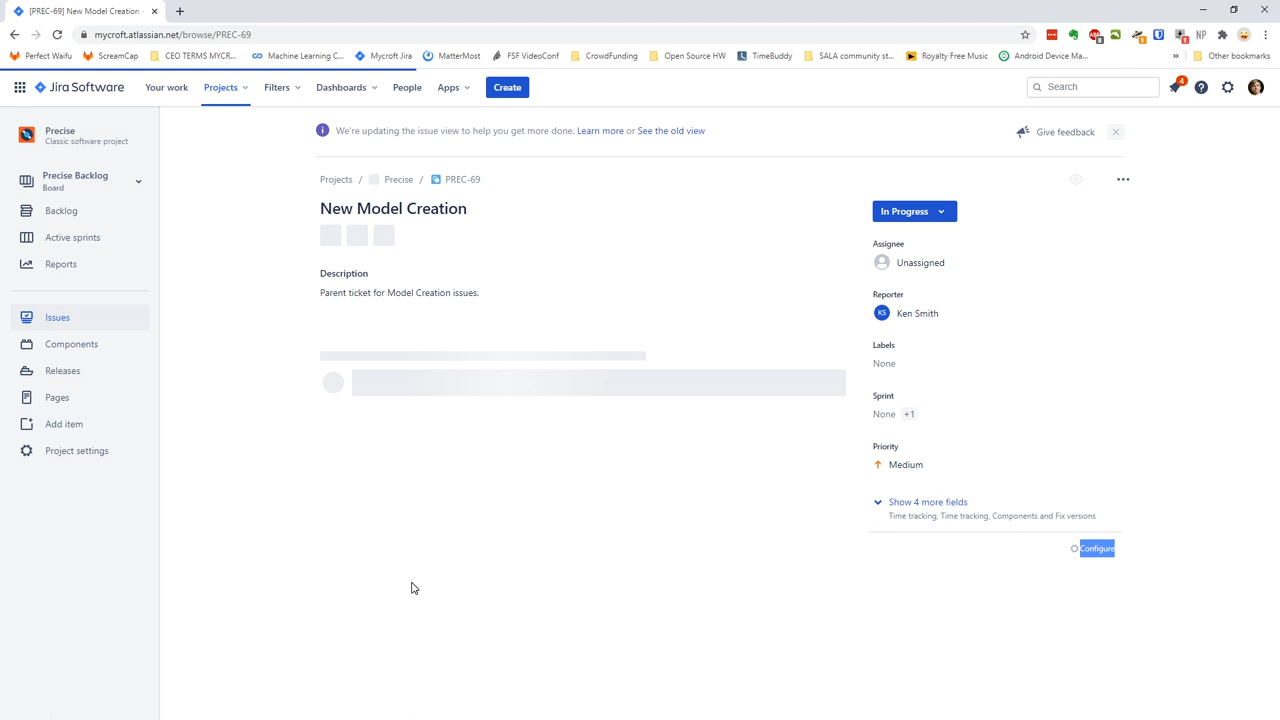 [PREC-69] New Model Creation -
mycroft.atlassian.net/browse/PREC-69
Perfect Waifu
ScreamCap
CEO TERMS MYCR...
Machine Learning C...
Mycroft Jira
MatterMost
FSF VideoConf
CrowdFunding
Open Source HW
TimeBuddy
SALA community st...
Royalty Free Music
Android Device Ma...
»
Other bookmarks
Jira Software
Your work
Projects
Filters
Dashboards
People
Apps
Create
Search
4
Precise
Classic software project
Precise Backlog
Board
Backlog
Active sprints
Reports
Issues
Components
Releases
Pages
Add item
Project settings
We're updating the issue view to help you get more done. Learn more or See the old view
Give feedback
Projects / Precise / PREC-69
New Model Creation
Description
Parent ticket for Model Creation issues.
In Progress
Assignee
Unassigned
Reporter
KS Ken Smith
Labels
None
Sprint
None +1
Priority
Medium
Show 4 more fields
Time tracking, Time tracking, Components and Fix versions
Configure